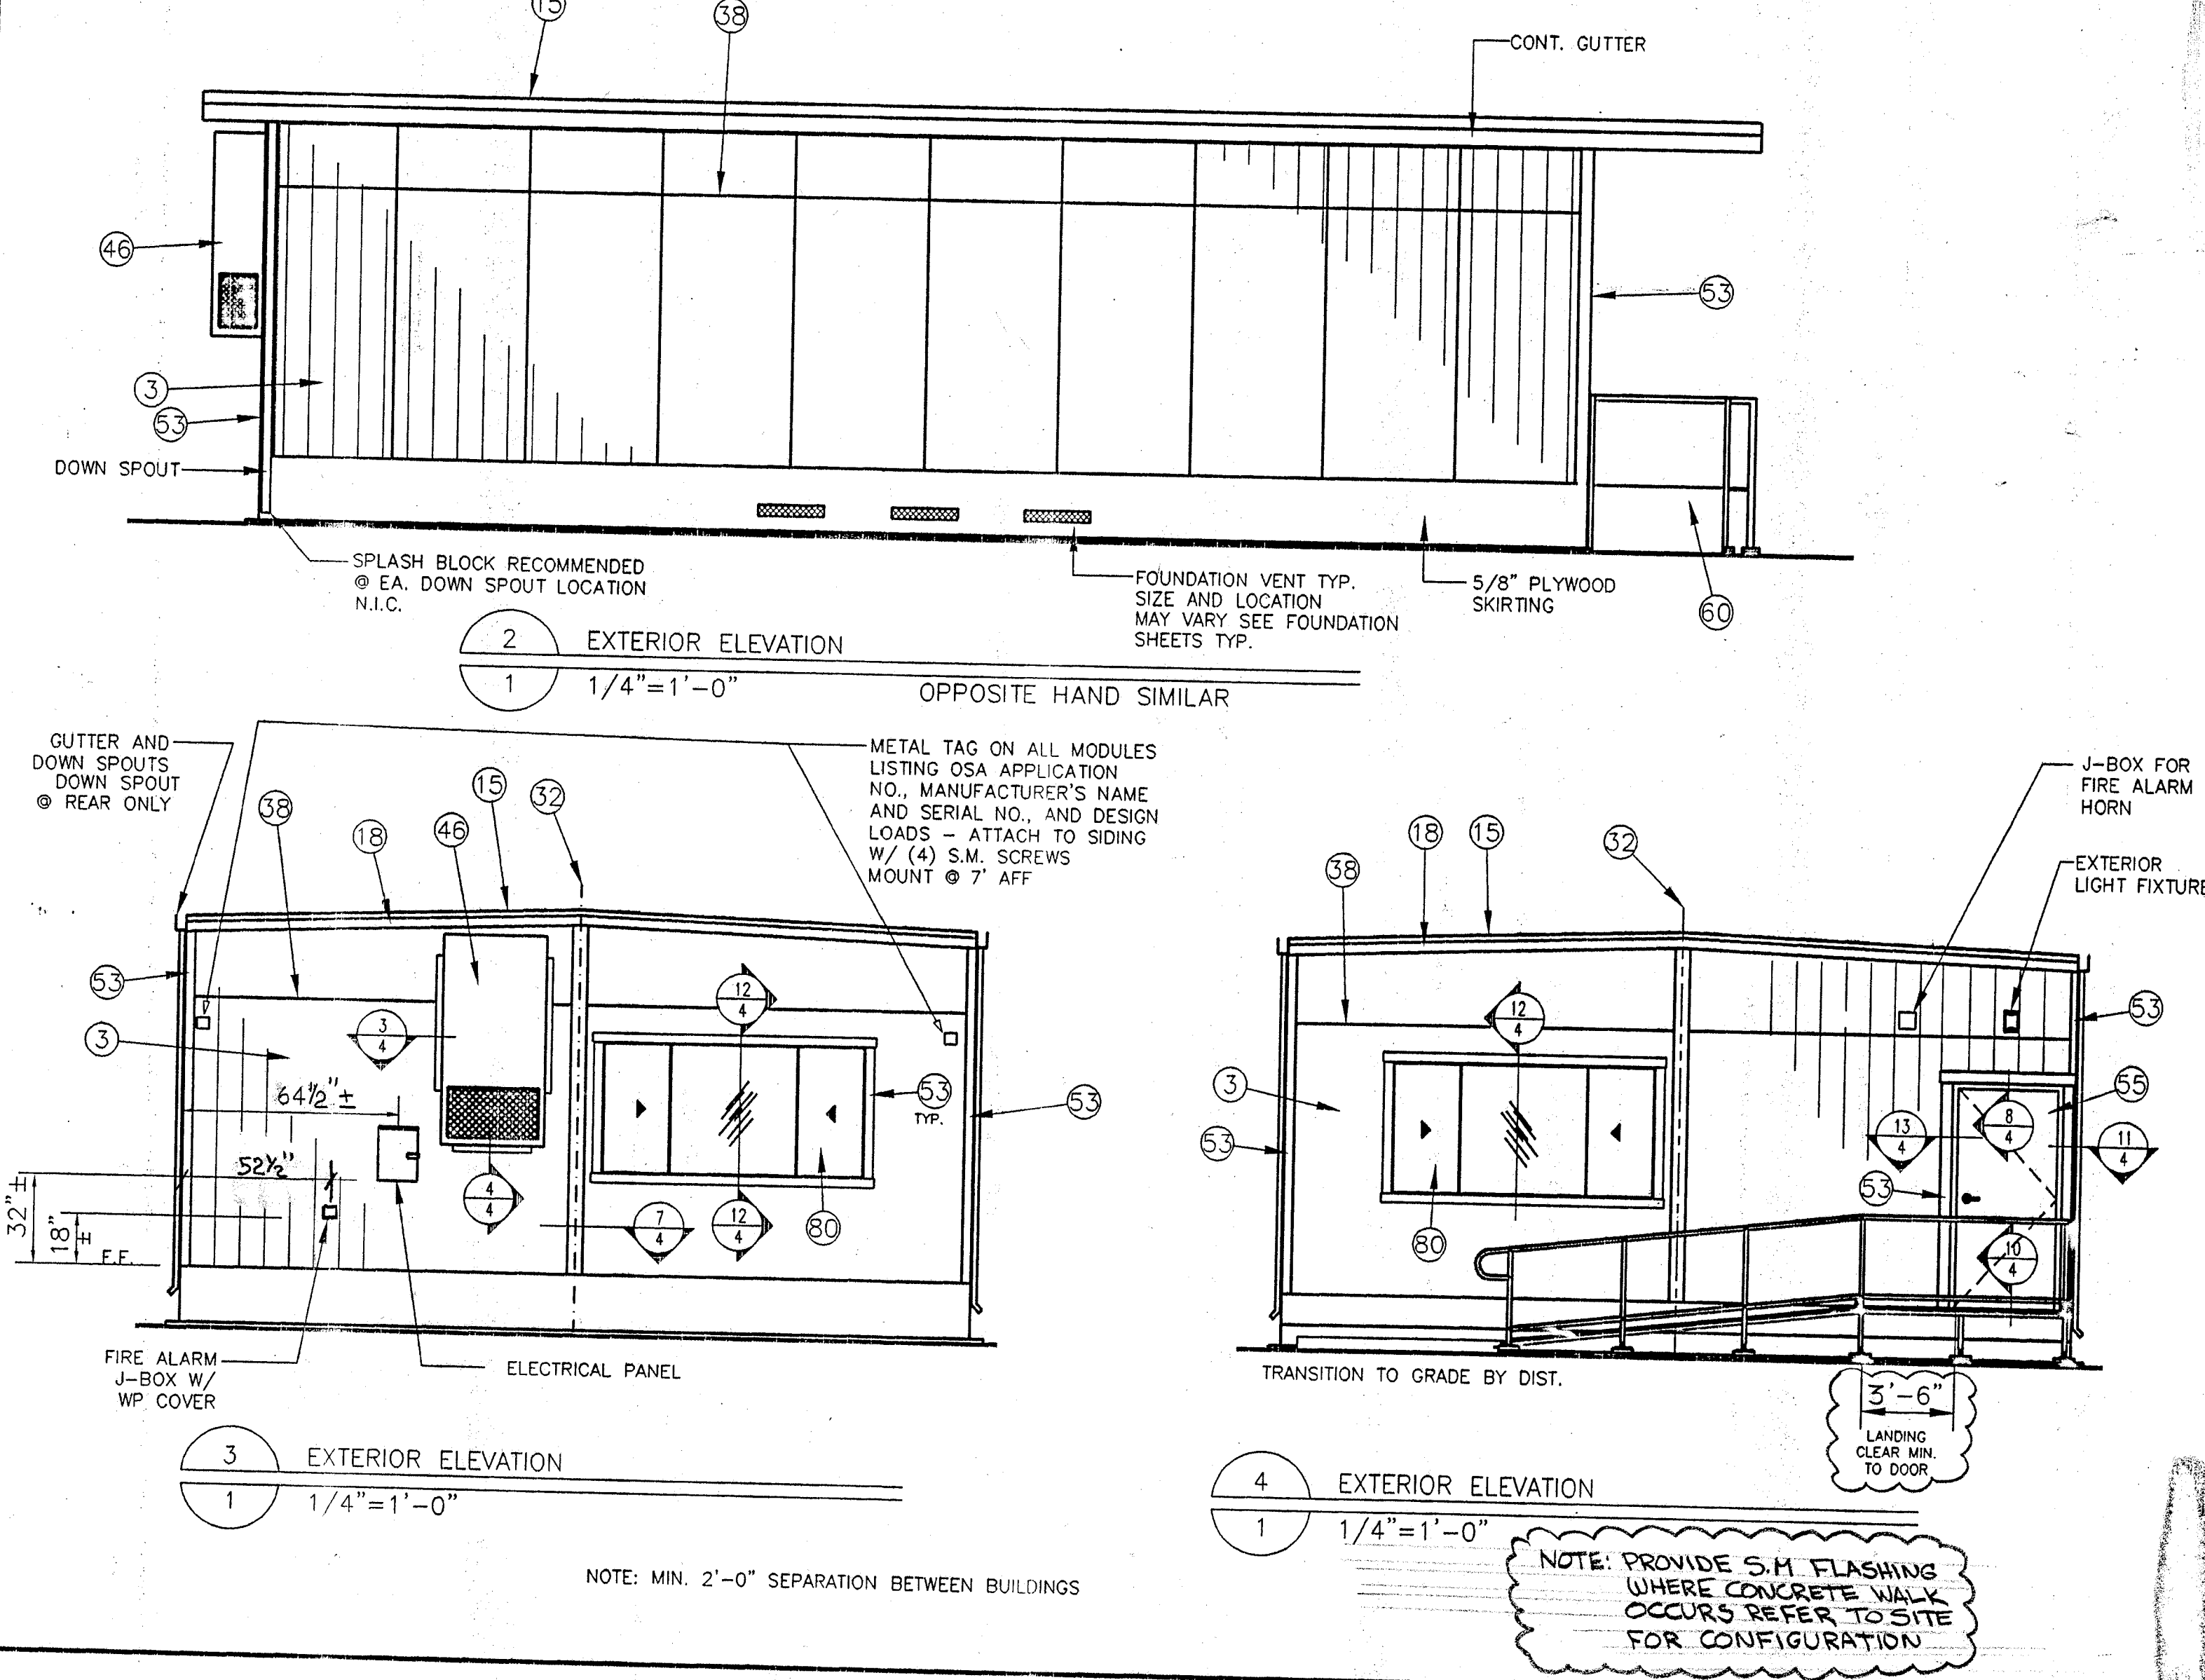 15
38
CONT. GUTTER
46
53
3
53
DOWN SPOUT
SPLASH BLOCK RECOMMENDED
@ EA. DOWN SPOUT LOCATION
N.I.C.
FOUNDATION VENT TYP.
SIZE AND LOCATION
MAY VARY SEE FOUNDATION
SHEETS TYP.
5/8" PLYWOOD
SKIRTING
60
2
EXTERIOR ELEVATION
1
1/4"=1'-0"
OPPOSITE HAND SIMILAR
GUTTER AND
DOWN SPOUTS
DOWN SPOUT
@ REAR ONLY
METAL TAG ON ALL MODULES
LISTING OSA APPLICATION
NO., MANUFACTURER'S NAME
AND SERIAL NO., AND DESIGN
LOADS - ATTACH TO SIDING
W/ (4) S.M. SCREWS
MOUNT @ 7' AFF
38
18
46
15
32
53
3
12
4
3
4
64 1/2" ±
53
TYP.
53
52 1/2"
32" ±
18" ±
F.F.
4
4
7
4
12
4
80
FIRE ALARM
J-BOX W/
WP COVER
ELECTRICAL PANEL
3
EXTERIOR ELEVATION
1
1/4"=1'-0"
J-BOX FOR
FIRE ALARM
HORN
EXTERIOR
LIGHT FIXTURE
38
18
15
32
12
4
53
3
53
55
13
4
8
4
11
4
53
80
10
4
TRANSITION TO GRADE BY DIST.
3'-6"
LANDING
CLEAR MIN.
TO DOOR
4
EXTERIOR ELEVATION
1
1/4"=1'-0"
NOTE: MIN. 2'-0" SEPARATION BETWEEN BUILDINGS
NOTE: PROVIDE S.M FLASHING
WHERE CONCRETE WALK
OCCURS REFER TO SITE
FOR CONFIGURATION